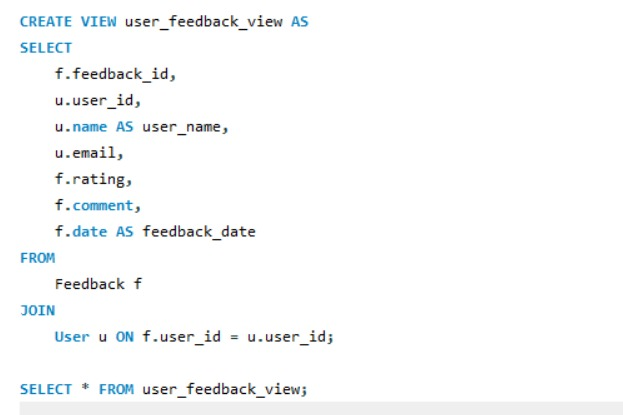 CREATE VIEW user_feedback_view AS
SELECT
    f.feedback_id,
    u.user_id,
    u.name AS user_name,
    u.email,
    f.rating,
    f.comment,
    f.date AS feedback_date
FROM
    Feedback f
JOIN
    User u ON f.user_id = u.user_id;

SELECT * FROM user_feedback_view;